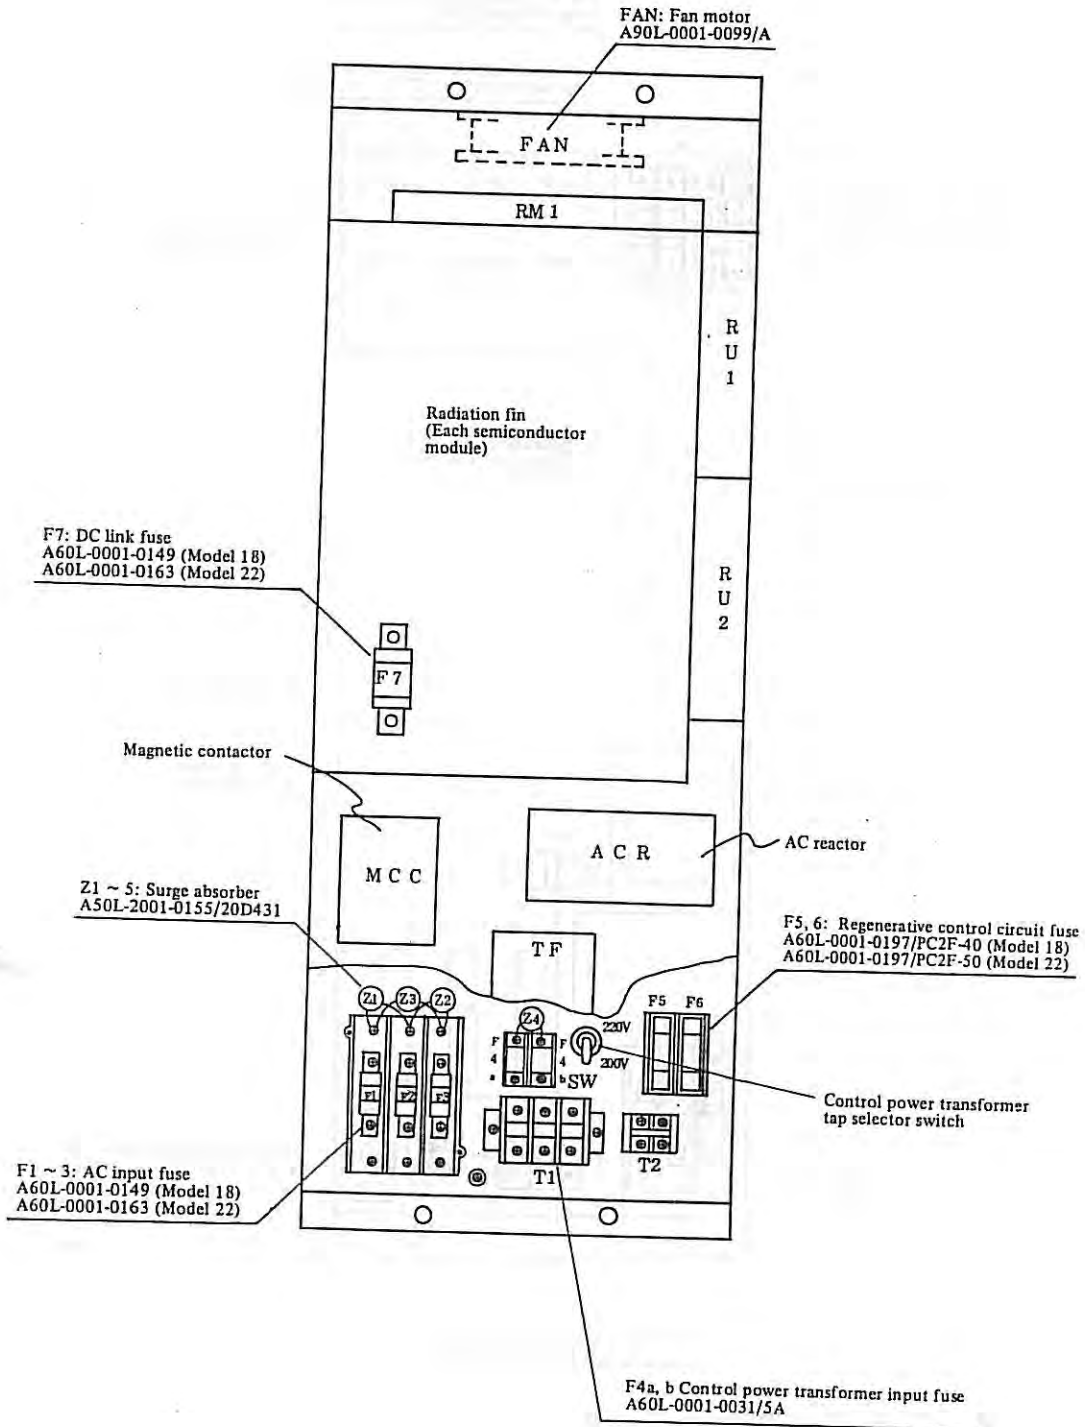 FAN: Fan motor
A90L-0001-0099/A
FAN
RM 1
R
U
1
Radiation fin
(Each semiconductor
module)
F7: DC link fuse
A60L-0001-0149 (Model 18)
A60L-0001-0163 (Model 22)
R
U
2
F 7
Magnetic contactor
A C R
AC reactor
M C C
Z1 ~ 5: Surge absorber
A50L-2001-0155/20D431
F5, 6: Regenerative control circuit fuse
A60L-0001-0197/PC2F-40 (Model 18)
A60L-0001-0197/PC2F-50 (Model 22)
T F
Z1 Z3 Z2
F5 F6
Z4
220V
F
4
a
F
4
b
200V
SW
F1 F2 F3
Control power transformer
tap selector switch
T1
T2
F1 ~ 3: AC input fuse
A60L-0001-0149 (Model 18)
A60L-0001-0163 (Model 22)
F4a, b Control power transformer input fuse
A60L-0001-0031/5A